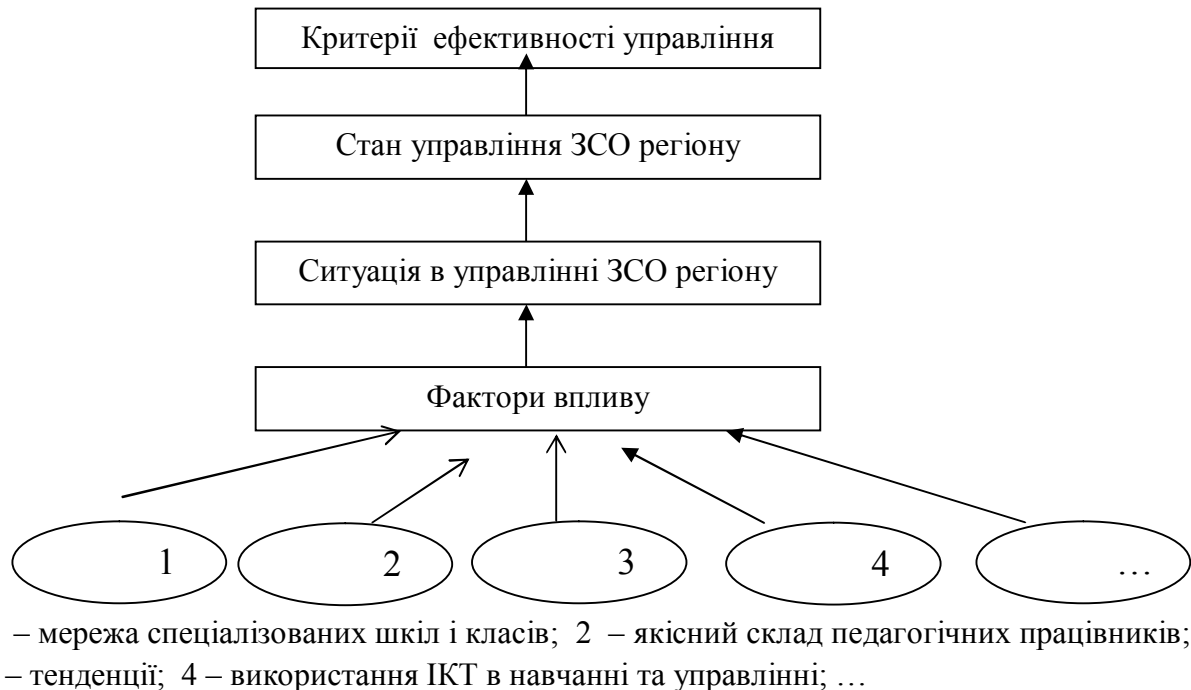 Критерії ефективності управління
Стан управління ЗСО регіону
Ситуація в управлінні ЗСО регіону
Фактори впливу
1 2 3 4 …
– мережа спеціалізованих шкіл і класів; 2 – якісний склад педагогічних працівників;
– тенденції; 4 – використання ІКТ в навчанні та управлінні; …